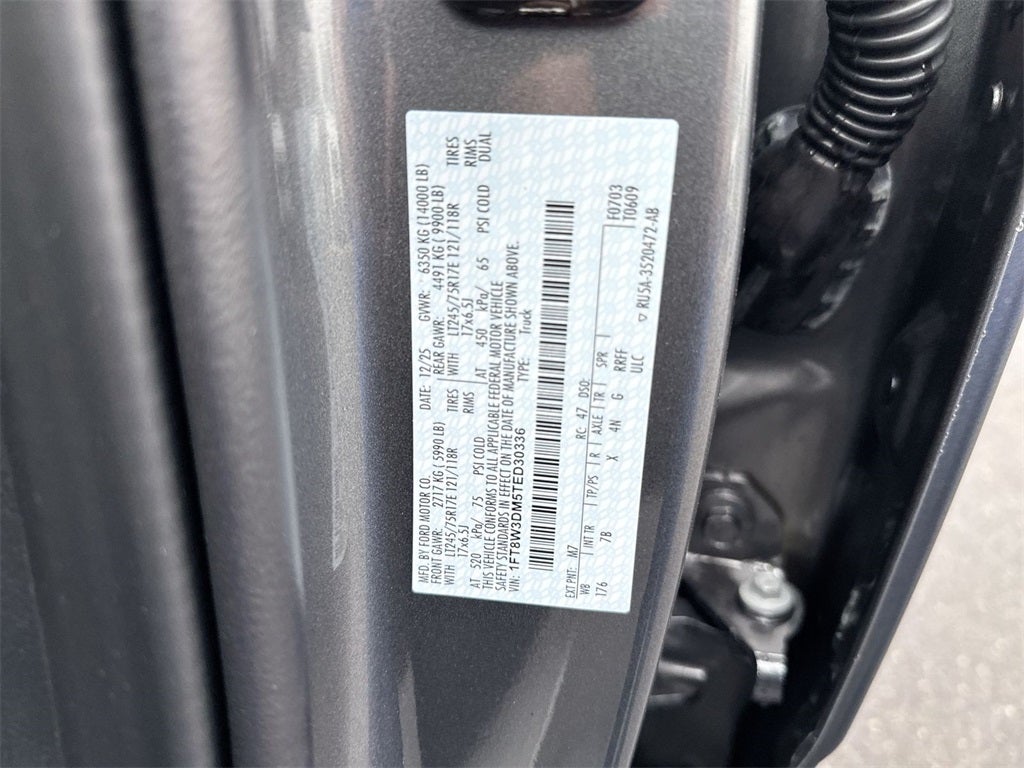 MFD. BY FORD MOTOR CO. DATE: 12/25 GVWR: 6350 KG (14000 LB)
FRONT GAWR: 2717 KG (5990 LB) REAR GAWR: 4491 KG (9900 LB)
WITH LT245/75R17E 121/118R TIRES WITH LT245/75R17E 121/118R TIRES
17x6.5J RIMS 17x6.5J RIMS
AT 520 kPa/ 75 PSI COLD AT 450 kPa/ 65 PSI COLD DUAL
THIS VEHICLE CONFORMS TO ALL APPLICABLE FEDERAL MOTOR VEHICLE
SAFETY STANDARDS IN EFFECT ON THE DATE OF MANUFACTURE SHOWN ABOVE.
VIN: 1FT8W3DM5TED30336 TYPE: Truck
EXT PNT: M7 RC: 47 DSO: F0703
WB INT TR TP/PS R AXLE TR SPR T0609
176 7B X 4N G RRFF
ULC ▽ RU5A-3520472-AB